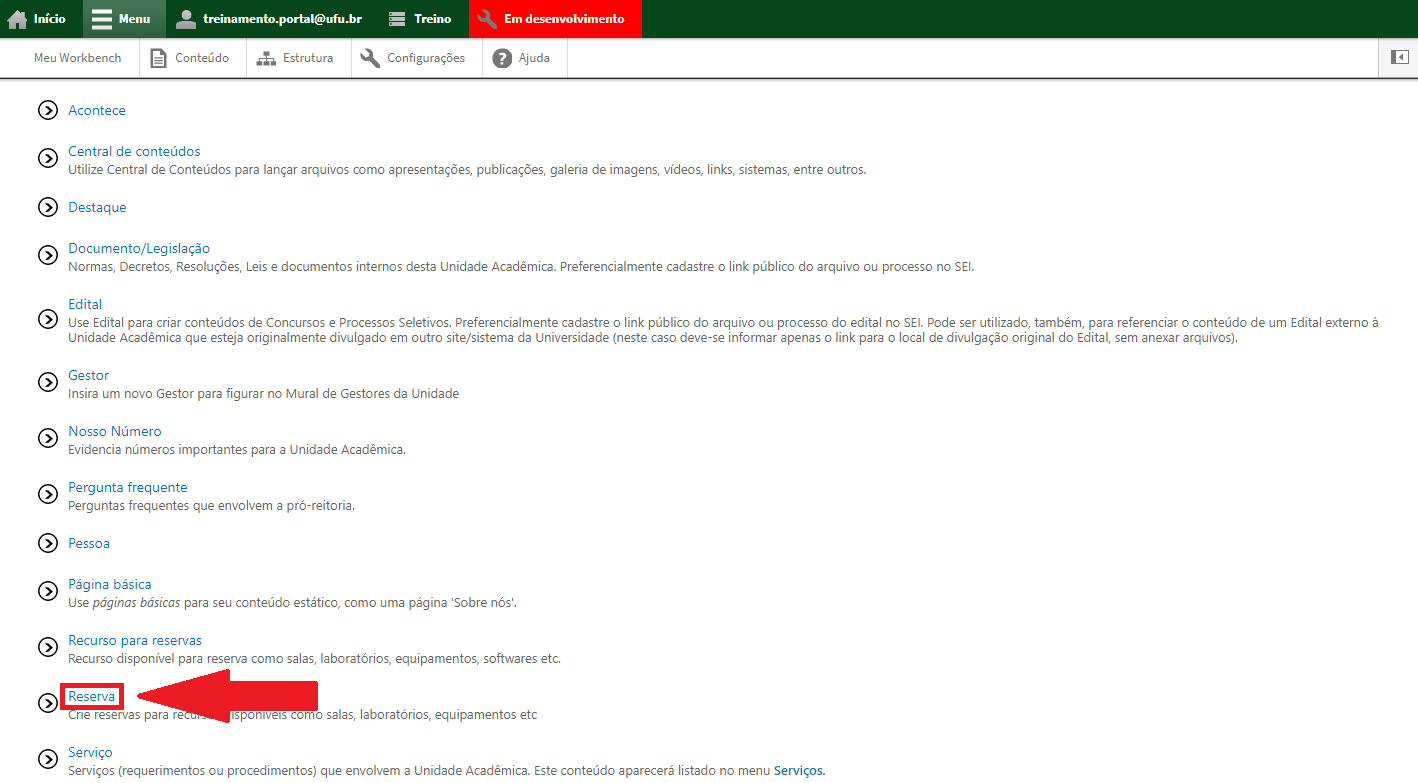 Início Menu treinamento.portal@ufu.br Treino Em desenvolvimento
Meu Workbench Conteúdo Estrutura Configurações Ajuda
Acontece
Central de conteúdos
Utilize Central de Conteúdos para lançar arquivos como apresentações, publicações, galeria de imagens, vídeos, links, sistemas, entre outros.
Destaque
Documento/Legislação
Normas, Decretos, Resoluções, Leis e documentos internos desta Unidade Acadêmica. Preferencialmente cadastre o link público do arquivo ou processo no SEI.
Edital
Use Edital para criar conteúdos de Concursos e Processos Seletivos. Preferencialmente cadastre o link público do arquivo ou processo do edital no SEI. Pode ser utilizado, também, para referenciar o conteúdo de um Edital externo à
Unidade Acadêmica que esteja originalmente divulgado em outro site/sistema da Universidade (neste caso deve-se informar apenas o link para o local de divulgação original do Edital, sem anexar arquivos).
Gestor
Insira um novo Gestor para figurar no Mural de Gestores da Unidade
Nosso Número
Evidencia números importantes para a Unidade Acadêmica.
Pergunta frequente
Perguntas frequentes que envolvem a pró-reitoria.
Pessoa
Página básica
Use páginas básicas para seu conteúdo estático, como uma página 'Sobre nós'.
Recurso para reservas
Recurso disponível para reserva como salas, laboratórios, equipamentos, softwares etc.
Reserva
Crie reservas para como salas, laboratórios, equipamentos etc
Serviço
Serviços (requerimentos ou procedimentos) que envolvem a Unidade Acadêmica. Este conteúdo aparecerá listado no menu Serviços.